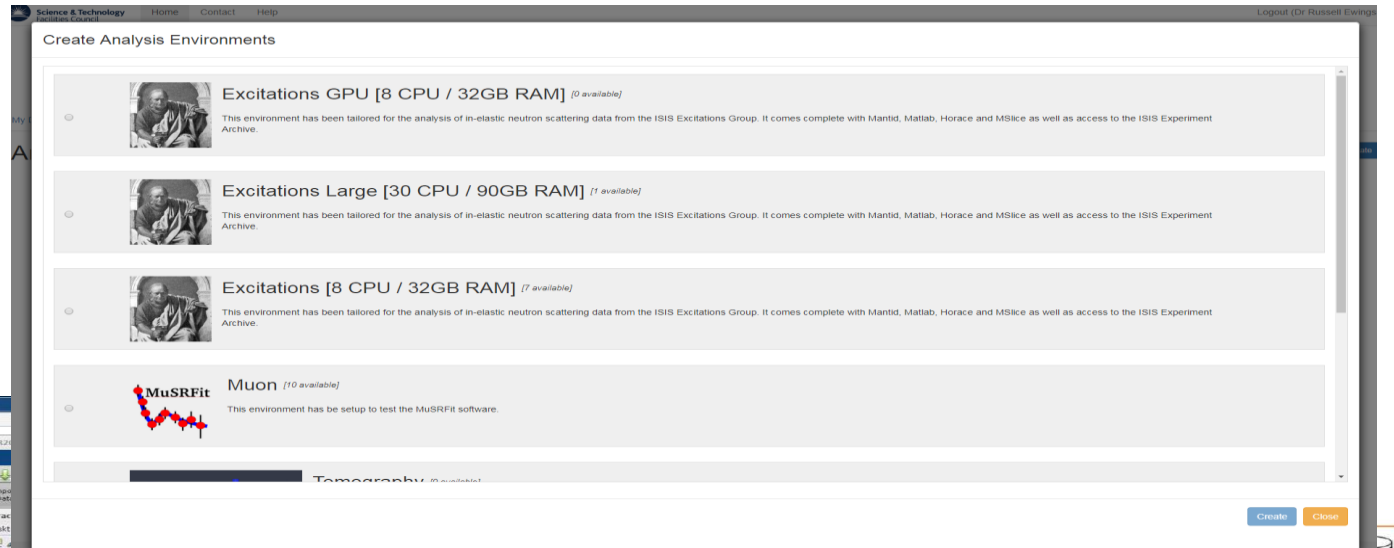 Science & Technology
Facilities Council
Home Contact Help
Logout (Dr Russell Ewings
Create Analysis Environments
Excitations GPU [8 CPU / 32GB RAM] [0 available]
This environment has been tailored for the analysis of in-elastic neutron scattering data from the ISIS Excitations Group. It comes complete with Mantid, Matlab, Horace and MSlice as well as access to the ISIS Experiment
Archive.
Excitations Large [30 CPU / 90GB RAM] [1 available]
This environment has been tailored for the analysis of in-elastic neutron scattering data from the ISIS Excitations Group. It comes complete with Mantid, Matlab, Horace and MSlice as well as access to the ISIS Experiment
Archive.
Excitations [8 CPU / 32GB RAM] [7 available]
This environment has been tailored for the analysis of in-elastic neutron scattering data from the ISIS Excitations Group. It comes complete with Mantid, Matlab, Horace and MSlice as well as access to the ISIS Experiment
Archive.
MuSRFit
Muon [10 available]
This environment has be setup to test the MuSRFit software.
Tomography
Create Close